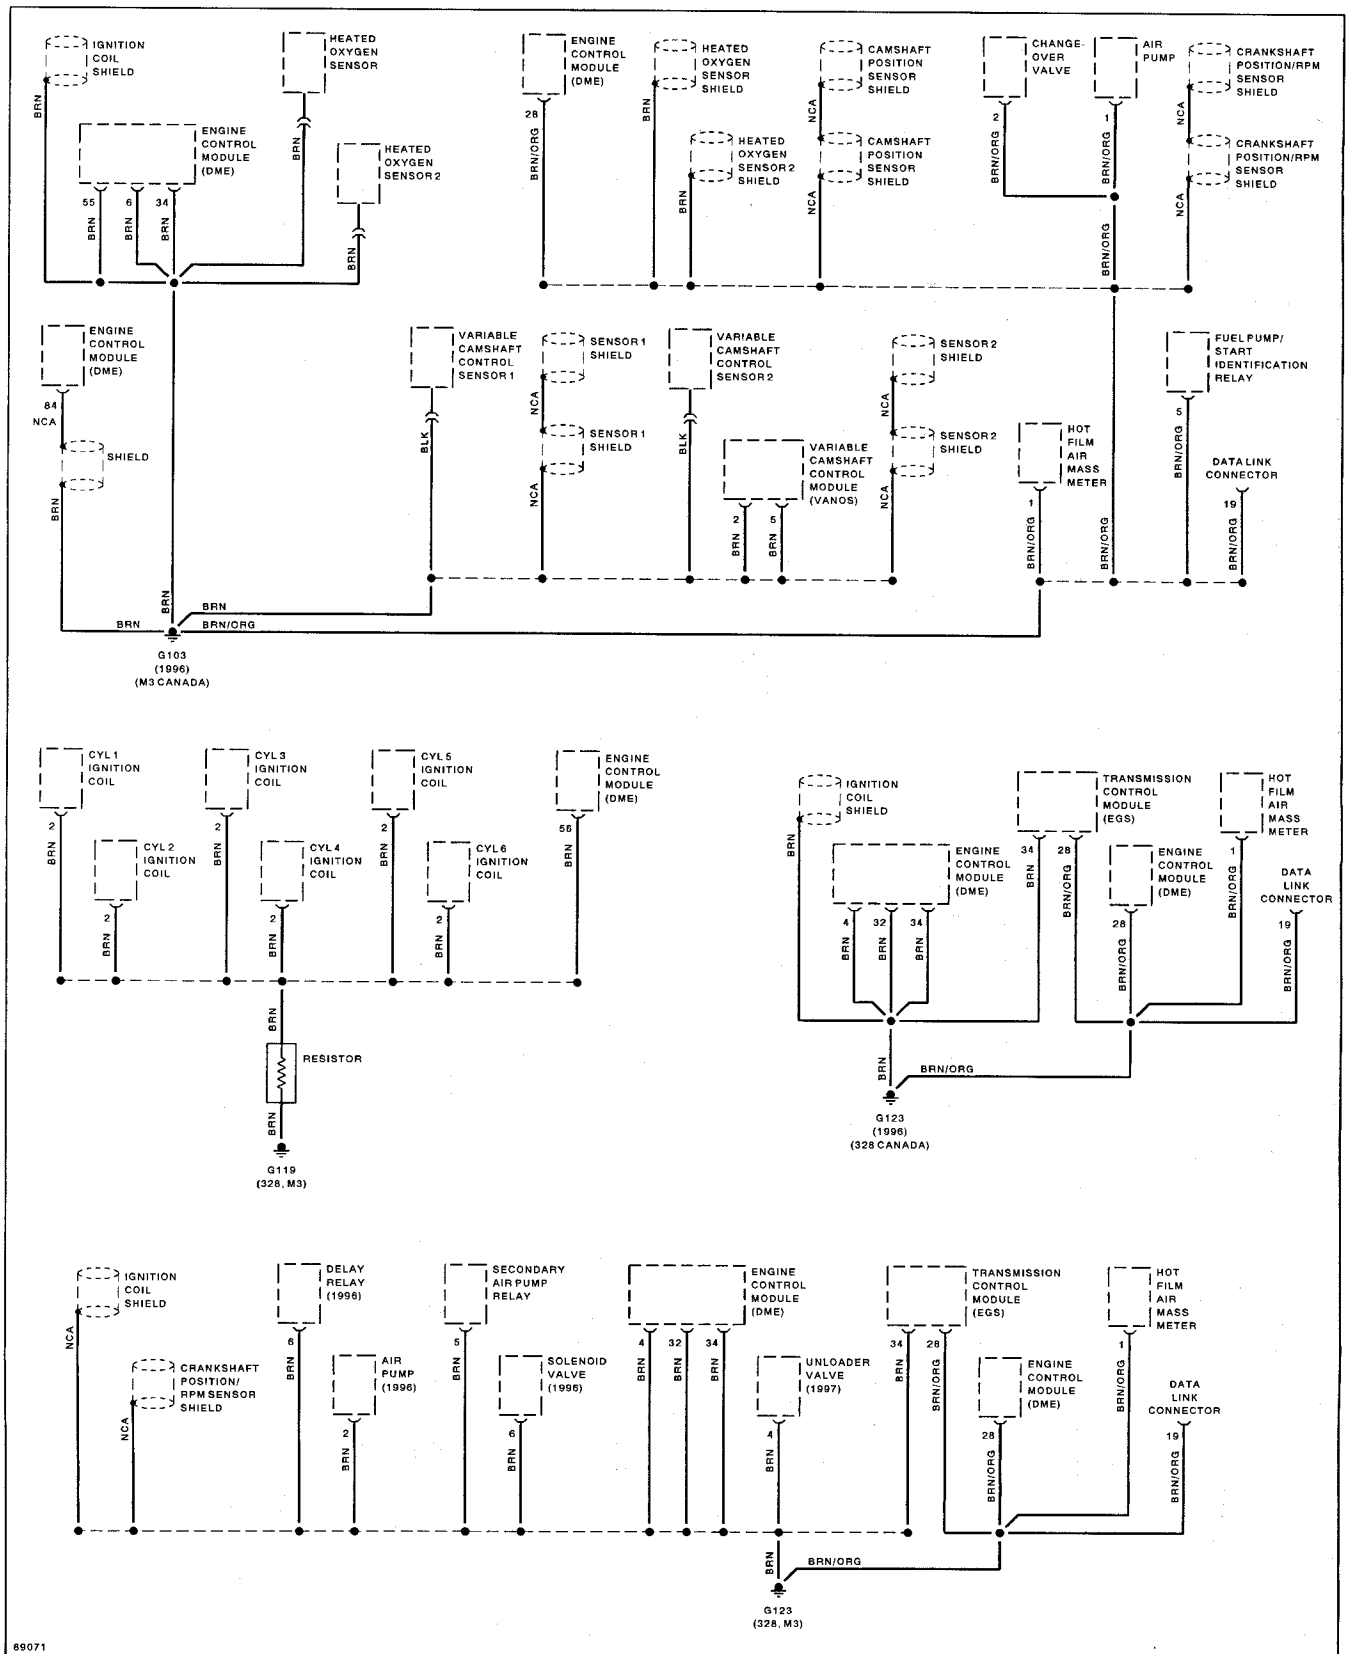 IGNITION
COIL
SHIELD
BRN
HEATED
OXYGEN
SENSOR
BRN
ENGINE
CONTROL
MODULE
(DME)
55
6
34
BRN
BRN
BRN
HEATED
OXYGEN
SENSOR 2
BRN
ENGINE
CONTROL
MODULE
(DME)
28
BRN/ORG
HEATED
OXYGEN
SENSOR
SHIELD
BRN
HEATED
OXYGEN
SENSOR 2
SHIELD
BRN
CAMSHAFT
POSITION
SENSOR
SHIELD
NCA
CAMSHAFT
POSITION
SENSOR
SHIELD
NCA
CHANGE-
OVER
VALVE
2
BRN/ORG
AIR
PUMP
1
BRN/ORG
BRN/ORG
CRANKSHAFT
POSITION/RPM
SENSOR
SHIELD
NCA
CRANKSHAFT
POSITION/RPM
SENSOR
SHIELD
NCA
ENGINE
CONTROL
MODULE
(DME)
84
NCA
SHIELD
BRN
VARIABLE
CAMSHAFT
CONTROL
SENSOR 1
BLK
SENSOR 1
SHIELD
NCA
SENSOR 1
SHIELD
NCA
VARIABLE
CAMSHAFT
CONTROL
SENSOR 2
BLK
VARIABLE
CAMSHAFT
CONTROL
MODULE
(VANOS)
2
5
BRN
BRN
SENSOR 2
SHIELD
NCA
SENSOR 2
SHIELD
NCA
HOT
FILM
AIR
MASS
METER
1
BRN/ORG
BRN/ORG
FUEL PUMP/
START
IDENTIFICATION
RELAY
5
BRN/ORG
DATA LINK
CONNECTOR
19
BRN/ORG
BRN
BRN
BRN
BRN/ORG
G103
(1996)
(M3 CANADA)
CYL 1
IGNITION
COIL
2
BRN
CYL 2
IGNITION
COIL
2
BRN
CYL 3
IGNITION
COIL
2
BRN
CYL 4
IGNITION
COIL
2
BRN
CYL 5
IGNITION
COIL
2
BRN
CYL 6
IGNITION
COIL
2
BRN
ENGINE
CONTROL
MODULE
(DME)
56
BRN
BRN
RESISTOR
BRN
G119
(328, M3)
IGNITION
COIL
SHIELD
BRN
ENGINE
CONTROL
MODULE
(DME)
4
32
34
BRN
BRN
BRN
TRANSMISSION
CONTROL
MODULE
(EGS)
34
28
BRN
BRN/ORG
ENGINE
CONTROL
MODULE
(DME)
28
BRN/ORG
HOT
FILM
AIR
MASS
METER
1
BRN/ORG
DATA
LINK
CONNECTOR
19
BRN/ORG
BRN
BRN/ORG
G123
(1996)
(328 CANADA)
IGNITION
COIL
SHIELD
NCA
CRANKSHAFT
POSITION/
RPM SENSOR
SHIELD
NCA
DELAY
RELAY
(1996)
6
BRN
AIR
PUMP
(1996)
2
BRN
SECONDARY
AIR PUMP
RELAY
5
BRN
SOLENOID
VALVE
(1996)
6
BRN
ENGINE
CONTROL
MODULE
(DME)
4
32
34
BRN
BRN
BRN
UNLOADER
VALVE
(1997)
4
BRN
TRANSMISSION
CONTROL
MODULE
(EGS)
34
28
BRN
BRN/ORG
ENGINE
CONTROL
MODULE
(DME)
28
BRN/ORG
HOT
FILM
AIR
MASS
METER
1
BRN/ORG
DATA
LINK
CONNECTOR
19
BRN/ORG
BRN
BRN/ORG
G123
(328, M3)
89071